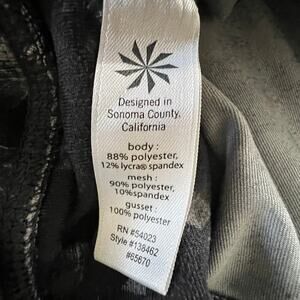 Designed in
Sonoma County,
California
body :
88% polyester,
12% lycra® spandex
mesh :
90% polyester,
10%spandex
gusset :
100% polyester
RN #54023
Style #138462
#65670